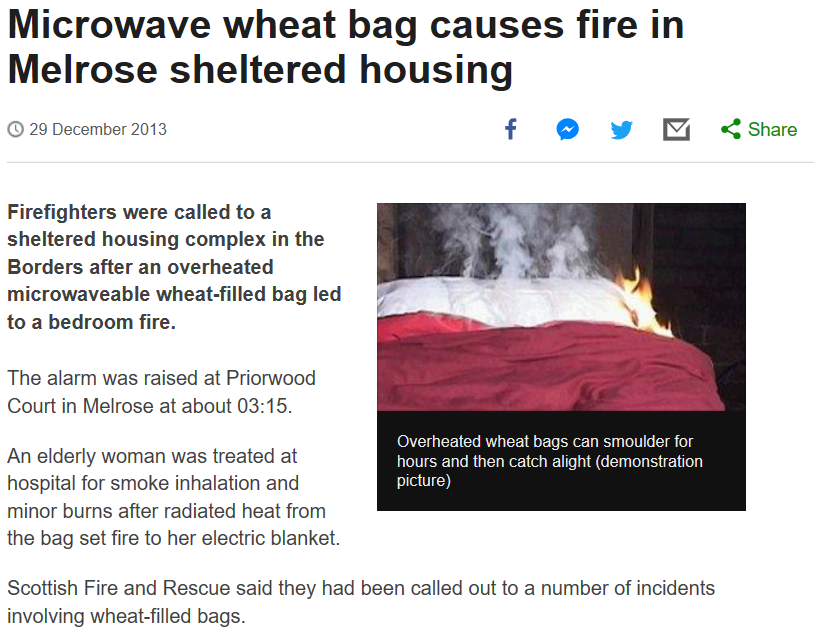 Microwave wheat bag causes fire in
Melrose sheltered housing
29 December 2013
Share
Firefighters were called to a
sheltered housing complex in the
Borders after an overheated
microwaveable wheat-filled bag led
to a bedroom fire.
The alarm was raised at Priorwood
Court in Melrose at about 03:15.
An elderly woman was treated at
hospital for smoke inhalation and
minor burns after radiated heat from
the bag set fire to her electric blanket.
Overheated wheat bags can smoulder for
hours and then catch alight (demonstration
picture)
Scottish Fire and Rescue said they had been called out to a number of incidents
involving wheat-filled bags.